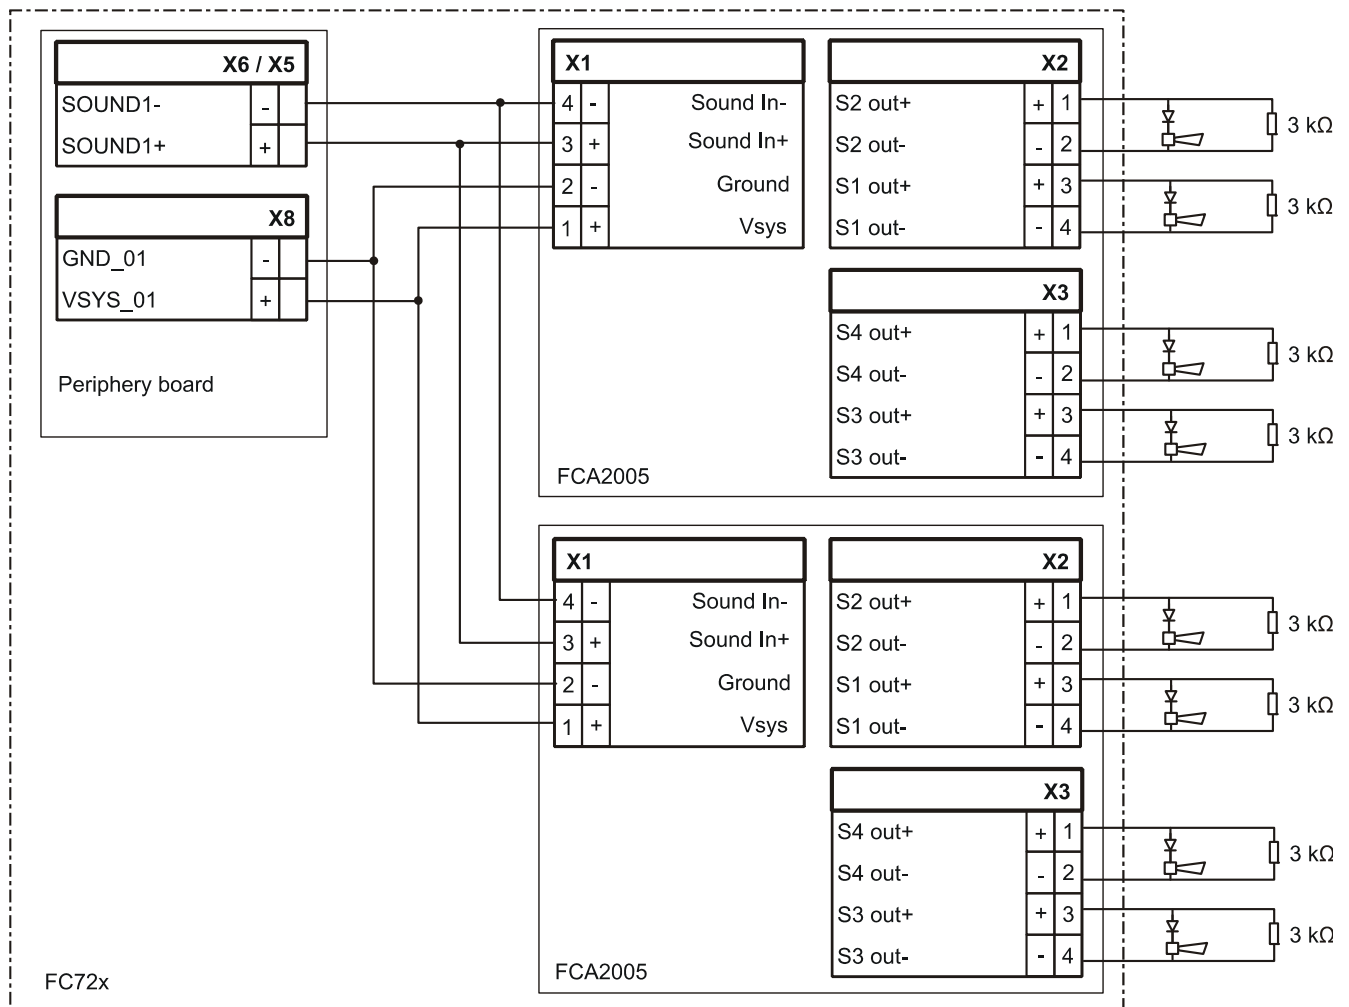 X6 / X5
SOUND1- -
SOUND1+ +
X8
GND_01 -
VSYS_01 +
Periphery board
X1
4 - Sound In-
3 + Sound In+
2 - Ground
1 + Vsys
X2
S2 out+ + 1
S2 out- - 2
S1 out+ + 3
S1 out- - 4
3 kΩ
3 kΩ
X3
S4 out+ + 1
S4 out- - 2
S3 out+ + 3
S3 out- - 4
3 kΩ
3 kΩ
FCA2005
X1
4 - Sound In-
3 + Sound In+
2 - Ground
1 + Vsys
X2
S2 out+ + 1
S2 out- - 2
S1 out+ + 3
S1 out- - 4
3 kΩ
3 kΩ
X3
S4 out+ + 1
S4 out- - 2
S3 out+ + 3
S3 out- - 4
3 kΩ
3 kΩ
FCA2005
FC72x